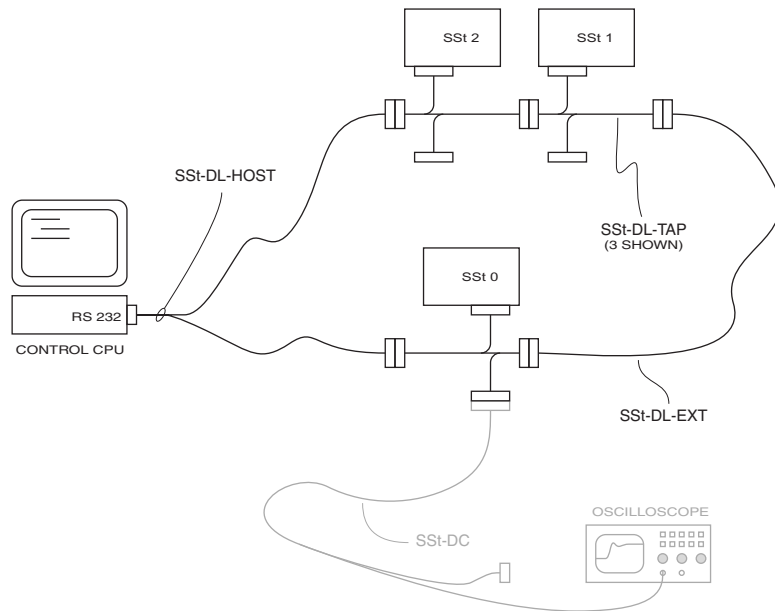 SSt 2
SSt 1
SSt-DL-HOST
SSt-DL-TAP
(3 SHOWN)
SSt 0
RS 232
CONTROL CPU
SSt-DL-EXT
OSCILLOSCOPE
SSt-DC